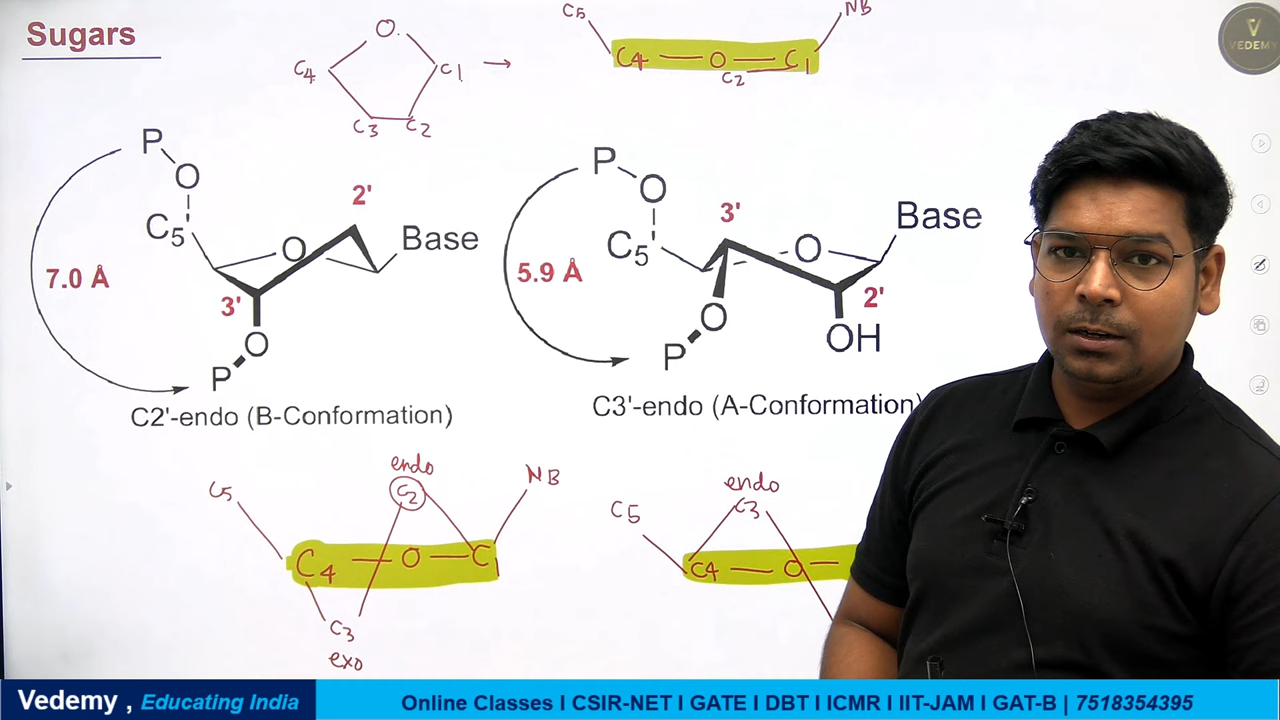 Sugars
O
C4
C1
C3
C2
C5
NB
C4 — O — C1
C2
VEDEMY
P
O
C5'
O
2'
Base
7.0 Å
3'
O
P
C2'-endo (B-Conformation)
P
O
3'
C5'
O
Base
5.9 Å
2'
O
OH
P
C3'-endo (A-Conformation)
endo
C5
C2
NB
C4 — O — C1
C3
exo
endo
C5
C3
C4 — O —
Vedemy , Educating India
Online Classes I CSIR-NET I GATE I DBT I ICMR I IIT-JAM I GAT-B | 7518354395